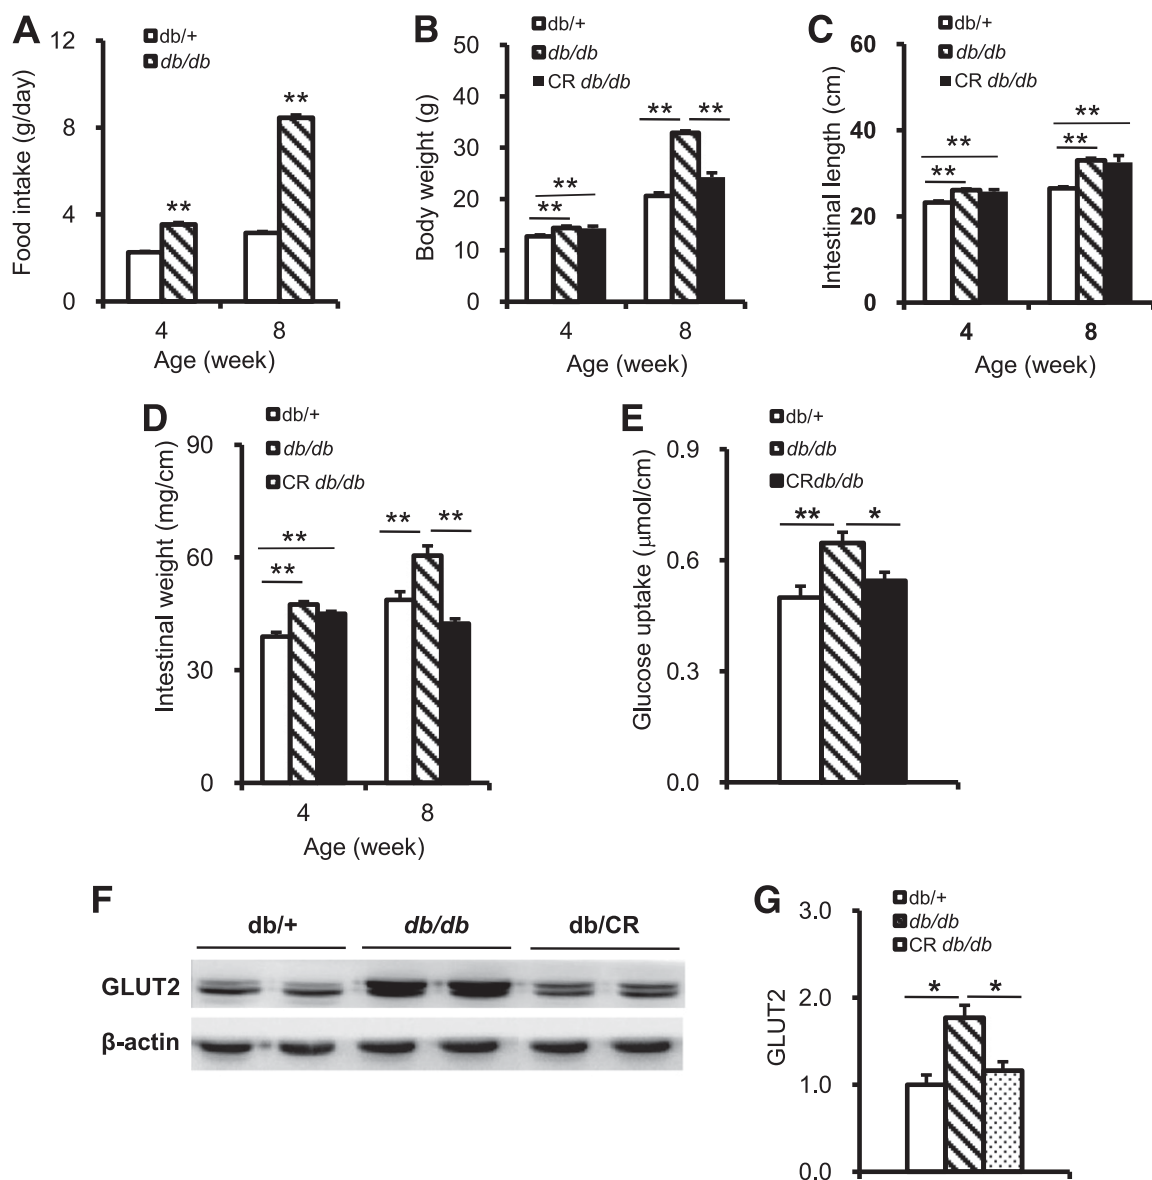 A
Food intake (g/day)
12
8
4
0
db/+
db/db
**
**
4
8
Age (week)
B
Body weight (g)
50
40
30
20
10
0
db/+
db/db
CR db/db
**
**
**
**
4
8
Age (week)
C
Intestinal length (cm)
60
40
20
0
db/+
db/db
CR db/db
**
**
**
**
4
8
Age (week)
D
Intestinal weight (mg/cm)
90
60
30
0
db/+
db/db
CR db/db
**
**
**
**
4
8
Age (week)
E
Glucose uptake (μmol/cm)
0.9
0.6
0.3
0.0
db/+
db/db
CRdb/db
**
*
F
db/+
db/db
db/CR
GLUT2
β-actin
G
GLUT2
3.0
2.0
1.0
0.0
db/+
db/db
CR db/db
*
*